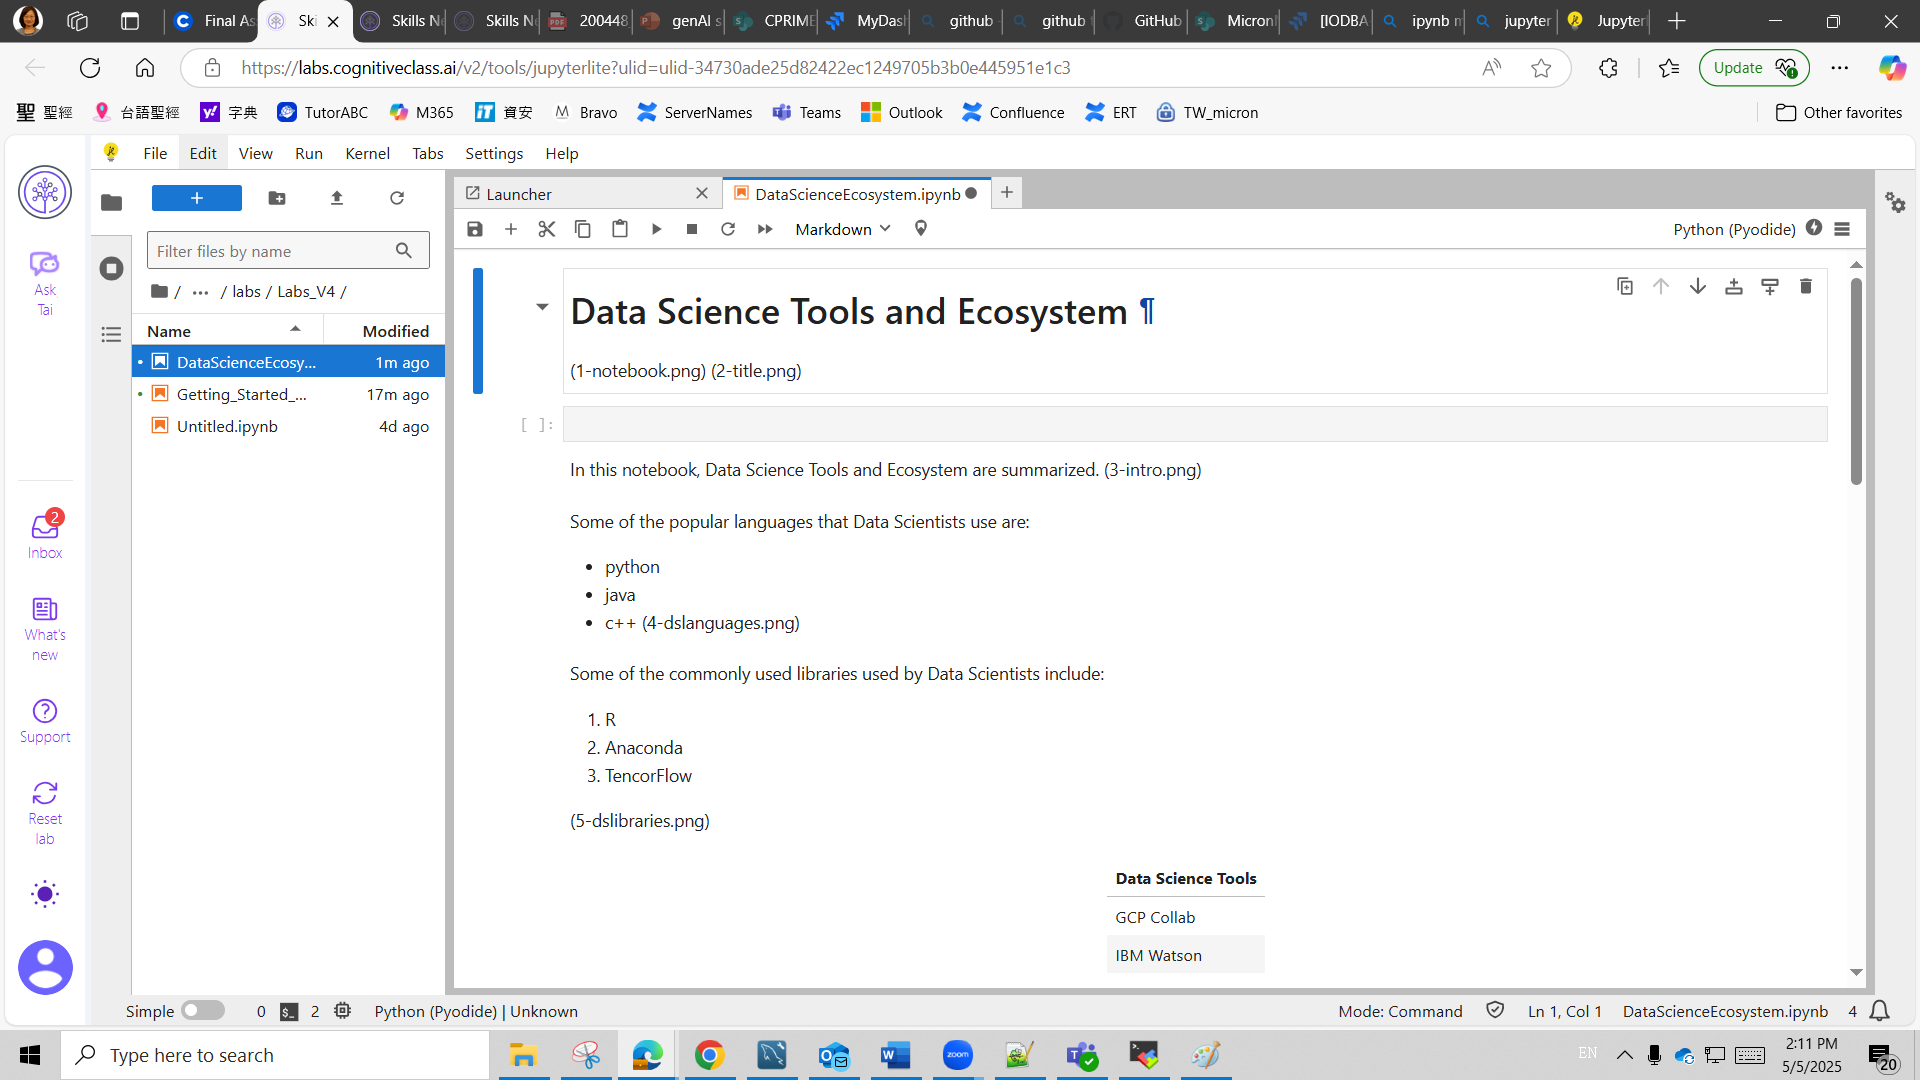 Final As
Ski
Skills Ne
Skills Ne
200448
genAI s
CPRIME
MyDash
github -
github t
GitHub
Micron
[IODBA
ipynb m
jupyter
Jupyter
https://labs.cognitiveclass.ai/v2/tools/jupyterlite?ulid=ulid-34730ade25d82422ec1249705b3b0e445951e1c3
Update
聖 聖經
台語聖經
字典
TutorABC
M365
iT 資安
M Bravo
ServerNames
Teams
Outlook
Confluence
ERT
TW_micron
Other favorites
File Edit View Run Kernel Tabs Settings Help
Ask
Tai
2
Inbox
What's
new
Support
Reset
lab
+
Filter files by name
/ ... / labs / Labs_V4 /
Name Modified
DataScienceEcosy... 1m ago
Getting_Started_... 17m ago
Untitled.ipynb 4d ago
Launcher
DataScienceEcosystem.ipynb
Markdown
Python (Pyodide)
Data Science Tools and Ecosystem ¶
(1-notebook.png) (2-title.png)
[ ]:
In this notebook, Data Science Tools and Ecosystem are summarized. (3-intro.png)
Some of the popular languages that Data Scientists use are:
• python
• java
• c++ (4-dslanguages.png)
Some of the commonly used libraries used by Data Scientists include:
1. R
2. Anaconda
3. TencorFlow
(5-dslibraries.png)
Data Science Tools
GCP Collab
IBM Watson
Simple 0 2 Python (Pyodide) | Unknown
Mode: Command Ln 1, Col 1 DataScienceEcosystem.ipynb 4
Type here to search
zoom
EN
2:11 PM
5/5/2025
20